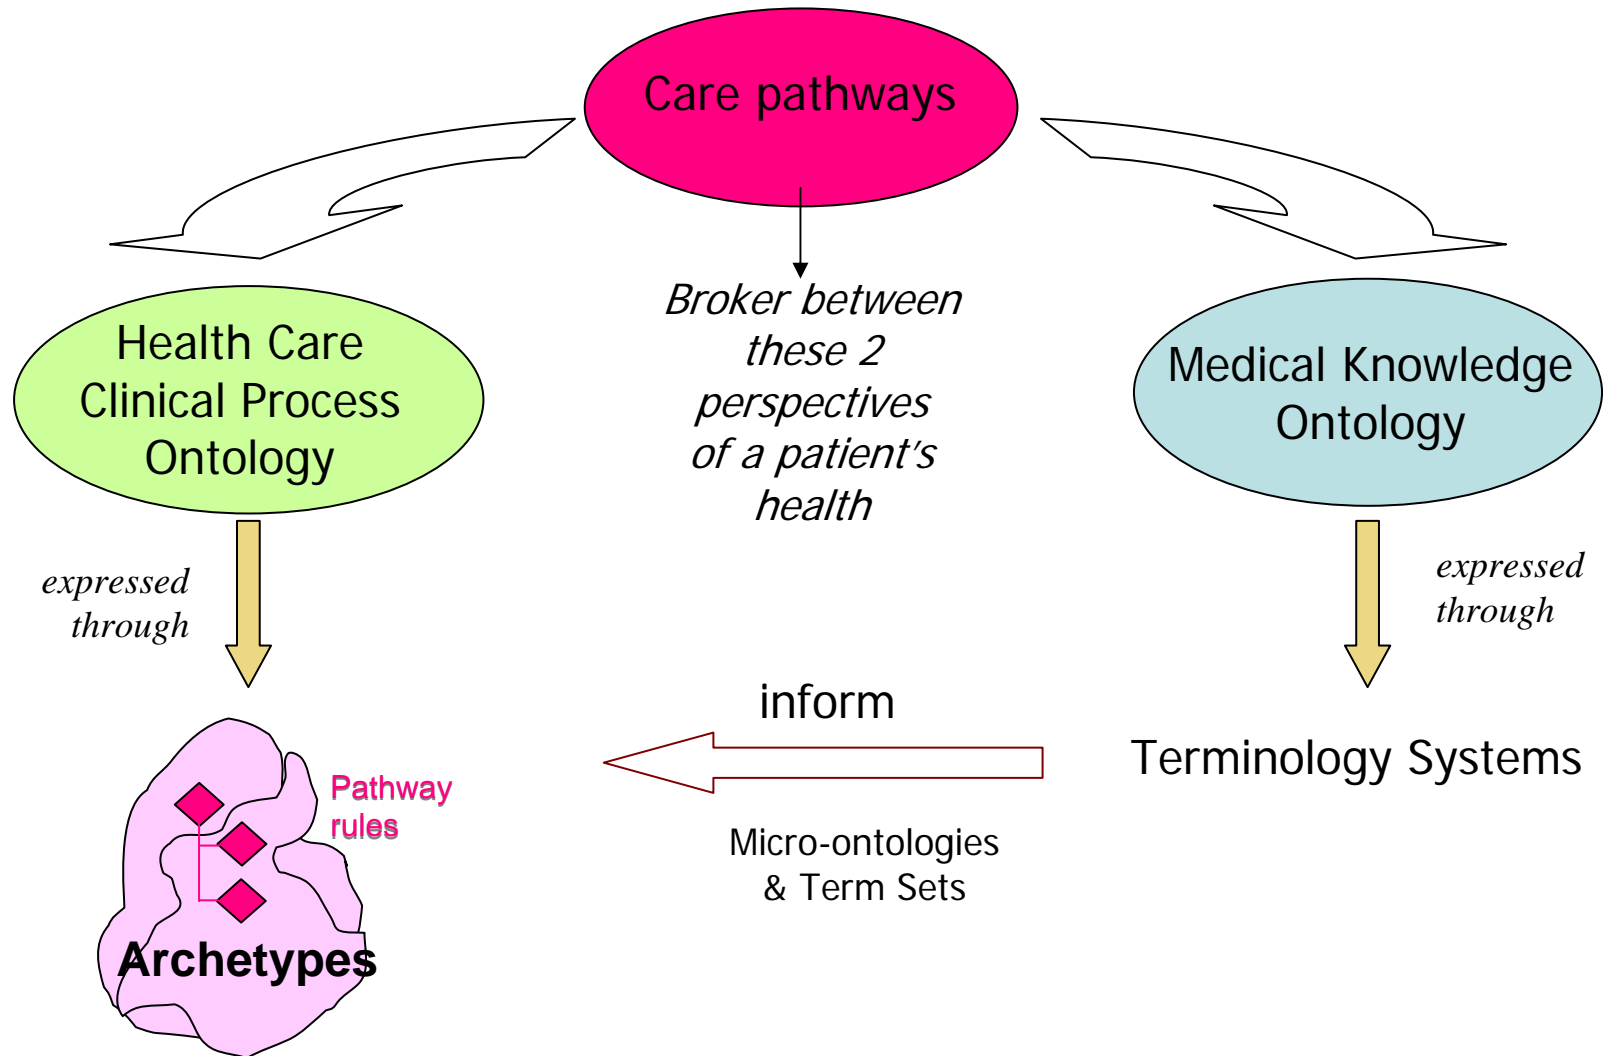 Care pathways
Health Care
Clinical Process
Ontology
Broker between
these 2
perspectives
of a patient's
health
Medical Knowledge
Ontology
expressed
through
expressed
through
inform
Terminology Systems
Micro-ontologies
& Term Sets
Pathway
rules
Archetypes